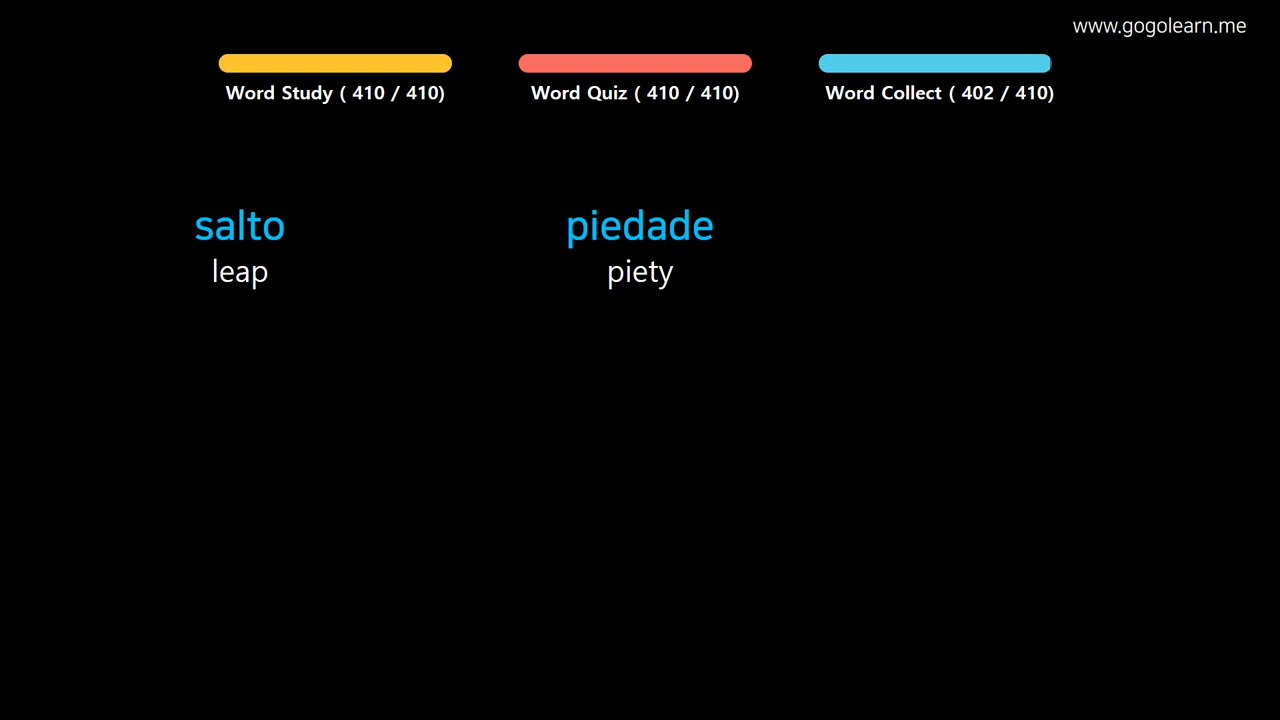 www.gogolearn.me
Word Study ( 410 / 410)
Word Quiz ( 410 / 410)
Word Collect ( 402 / 410)
salto
leap
piedade
piety